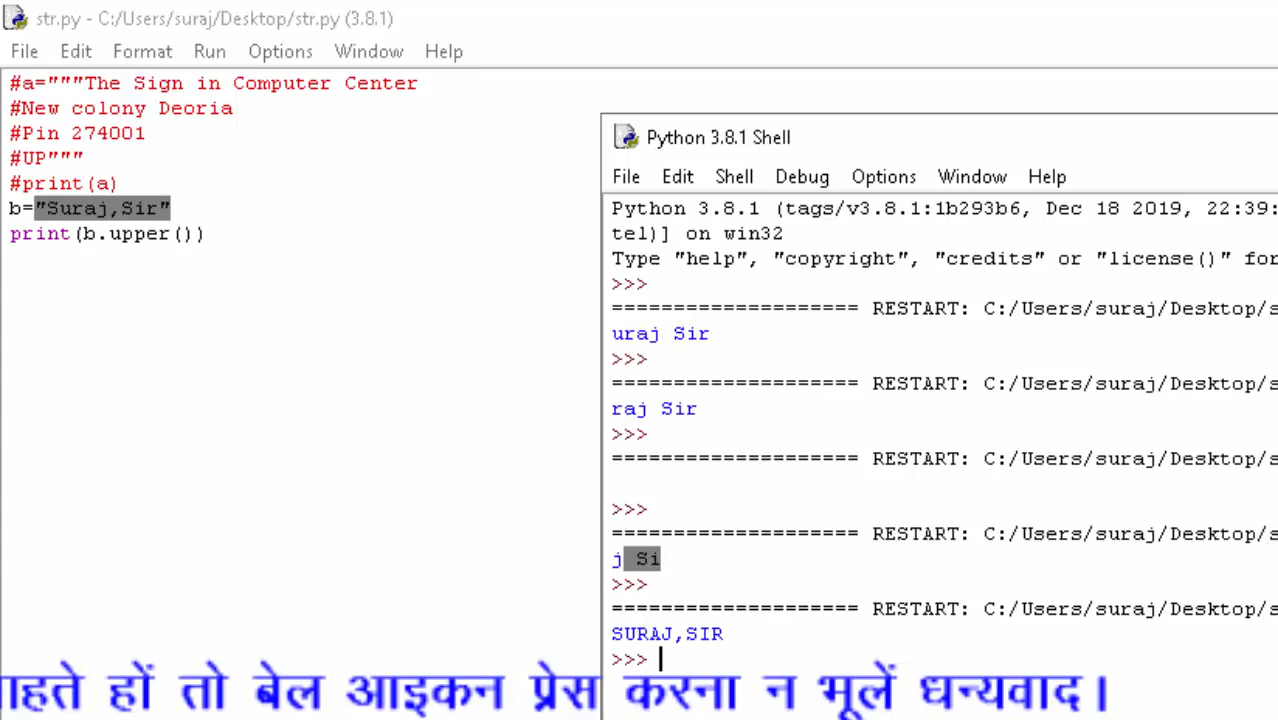 str.py - C:/Users/suraj/Desktop/str.py (3.8.1)
File Edit Format Run Options Window Help
#a="""The Sign in Computer Center
#New colony Deoria
#Pin 274001
#UP"""
#print(a)
b="Suraj,Sir"
print(b.upper())
Python 3.8.1 Shell
File Edit Shell Debug Options Window Help
Python 3.8.1 (tags/v3.8.1:1b293b6, Dec 18 2019, 22:39:
tel)] on win32
Type "help", "copyright", "credits" or "license()" for
>>>
==================== RESTART: C:/Users/suraj/Desktop/s
uraj Sir
>>>
==================== RESTART: C:/Users/suraj/Desktop/s
raj Sir
>>>
==================== RESTART: C:/Users/suraj/Desktop/s
>>>
==================== RESTART: C:/Users/suraj/Desktop/s
j Si
>>>
==================== RESTART: C:/Users/suraj/Desktop/s
SURAJ,SIR
>>>
हों तो बेल आइकन प्रेस करना न भूलें धन्यवाद।